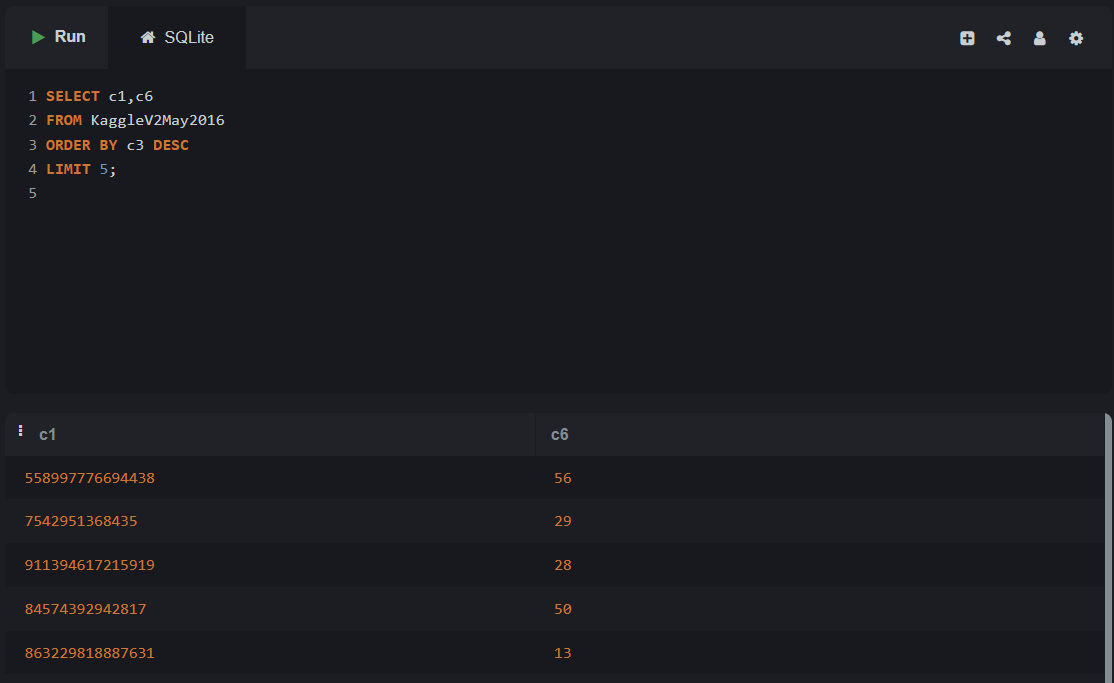 Run SQLite
1 SELECT c1,c6
2 FROM KaggleV2May2016
3 ORDER BY c3 DESC
4 LIMIT 5;
5
c1 c6
558997776694438 56
7542951368435 29
911394617215919 28
84574392942817 50
863229818887631 13